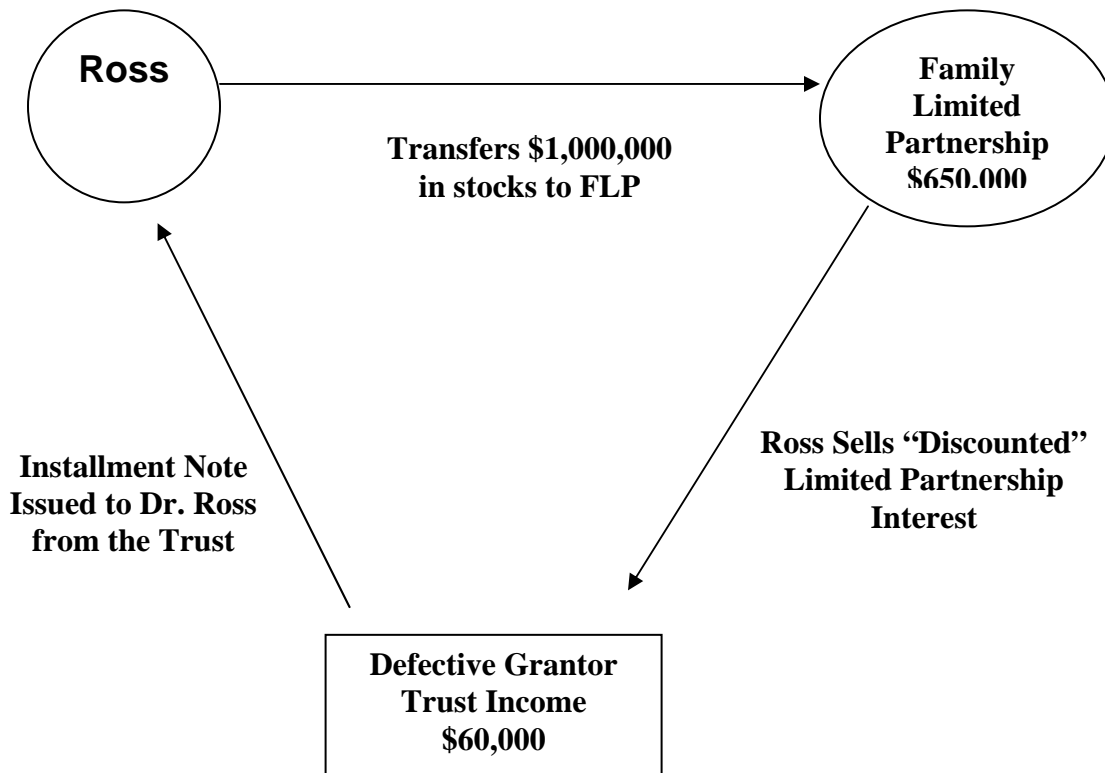 Ross
Family
Limited
Partnership
$650,000
Transfers $1,000,000
in stocks to FLP
Ross Sells “Discounted”
Limited Partnership
Interest
Installment Note
Issued to Dr. Ross
from the Trust
Defective Grantor
Trust Income
$60,000